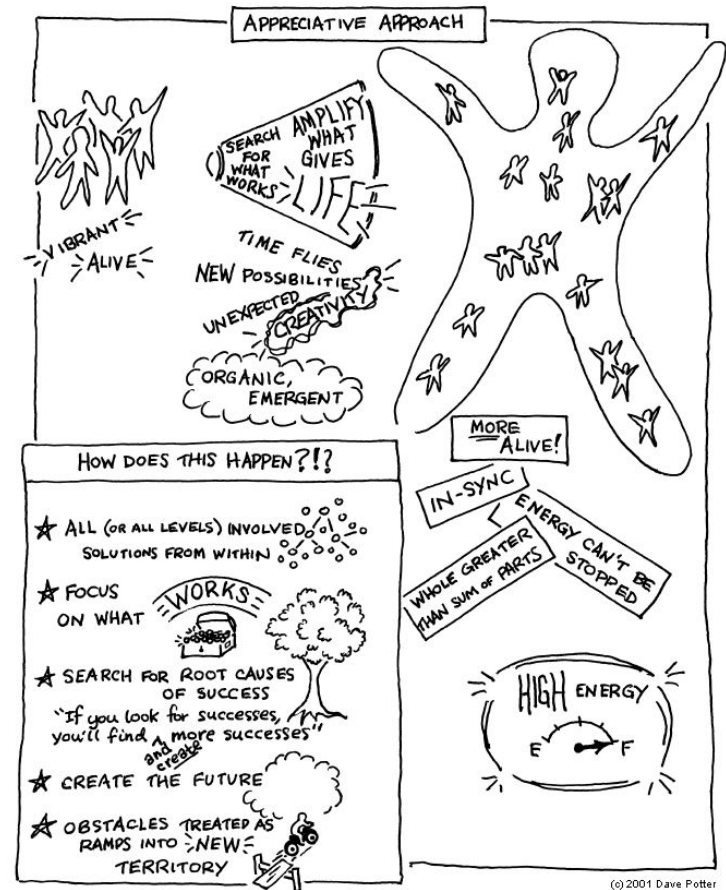 APPRECIATIVE APPROACH
VIBRANT
ALIVE
SEARCH
FOR
WHAT
WORKS
AMPLIFY
WHAT
GIVES
LIFE
TIME FLIES
NEW POSSIBILITIES
UNEXPECTED
CREATIVITY
ORGANIC,
EMERGENT
MORE
ALIVE!
IN-SYNC
ENERGY CAN'T BE
STOPPED
WHOLE GREATER
THAN SUM OF PARTS
HIGH ENERGY
E F
HOW DOES THIS HAPPEN?!?
ALL (OR ALL LEVELS) INVOLVED
SOLUTIONS FROM WITHIN
FOCUS
ON WHAT
WORKS
SEARCH FOR ROOT CAUSES
OF SUCCESS
"If you look for successes,
you'll find ^ more successes"
and
create
CREATE THE FUTURE
OBSTACLES TREATED AS
RAMPS INTO NEW
TERRITORY
(c) 2001 Dave Potter